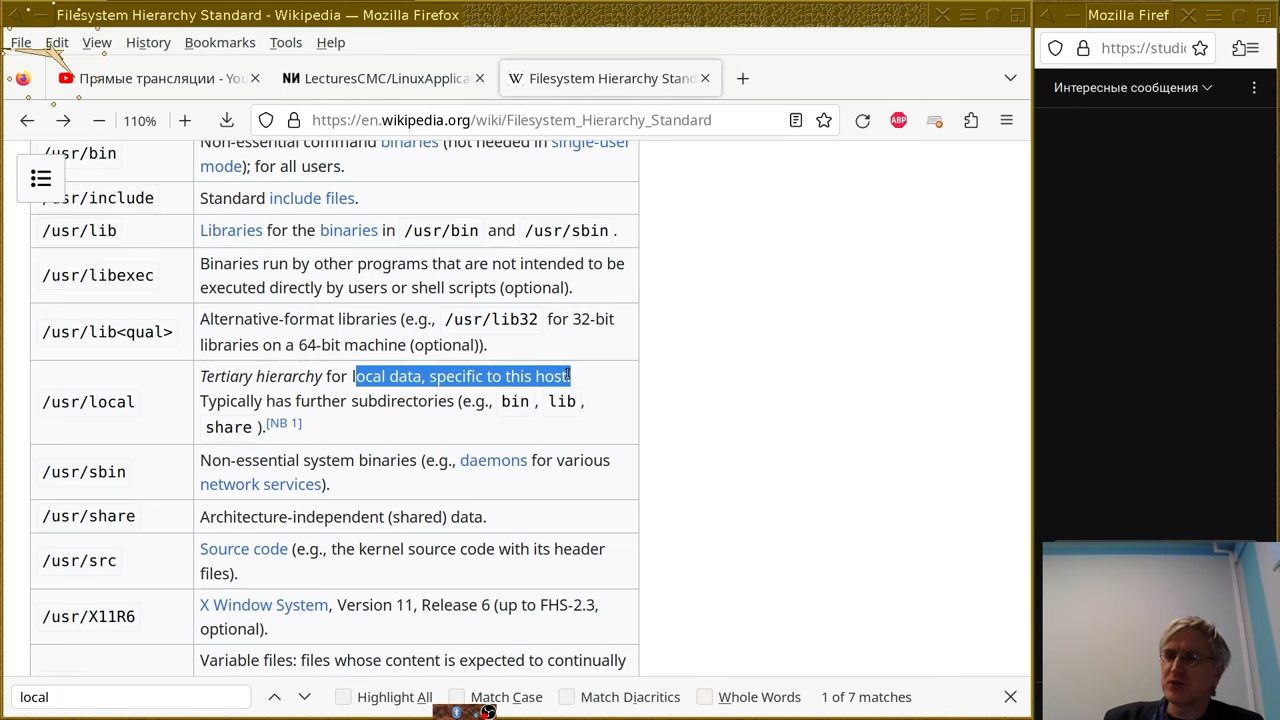 Filesystem Hierarchy Standard - Wikipedia — Mozilla Firefox
File Edit View History Bookmarks Tools Help
Прямые трансляции - You
LecturesCMC/LinuxApplica
W Filesystem Hierarchy Stand
110%
https://en.wikipedia.org/wiki/Filesystem_Hierarchy_Standard
ABP
/usr/bin
Non-essential command binaries (not needed in single-user
mode); for all users.
/usr/include
Standard include files.
/usr/lib
Libraries for the binaries in /usr/bin and /usr/sbin.
/usr/libexec
Binaries run by other programs that are not intended to be
executed directly by users or shell scripts (optional).
/usr/lib<qual>
Alternative-format libraries (e.g., /usr/lib32 for 32-bit
libraries on a 64-bit machine (optional)).
/usr/local
Tertiary hierarchy for local data, specific to this host.
Typically has further subdirectories (e.g., bin, lib,
share).[NB 1]
/usr/sbin
Non-essential system binaries (e.g., daemons for various
network services).
/usr/share
Architecture-independent (shared) data.
/usr/src
Source code (e.g., the kernel source code with its header
files).
/usr/X11R6
X Window System, Version 11, Release 6 (up to FHS-2.3,
optional).
Variable files: files whose content is expected to continually
local
Highlight All Match Case Match Diacritics Whole Words 1 of 7 matches
Mozilla Firef
https://studi
Интересные сообщения